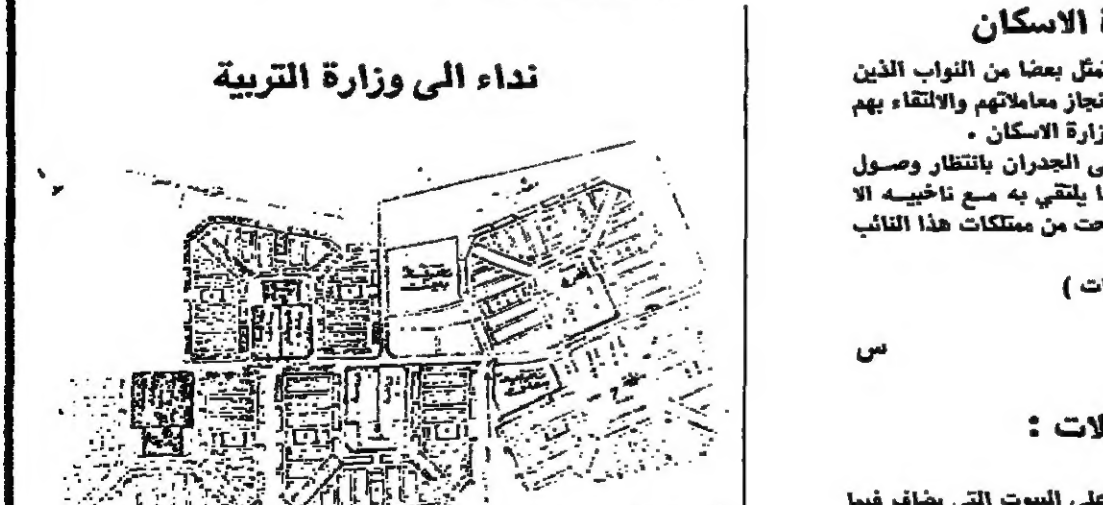 ة الاسكان
مثل بعضا من النواب الذين
نجاز معاملاتهم والالتقاء بهم
زارة الاسكان .
ى الجدران بانتظار وصول
ا يلتقي به مع ناخبيه الا
حت من ممتلكات هذا النائب
ات )
س
لات :
على البيوت التي يضاف فيها
نداء الى وزارة التربية